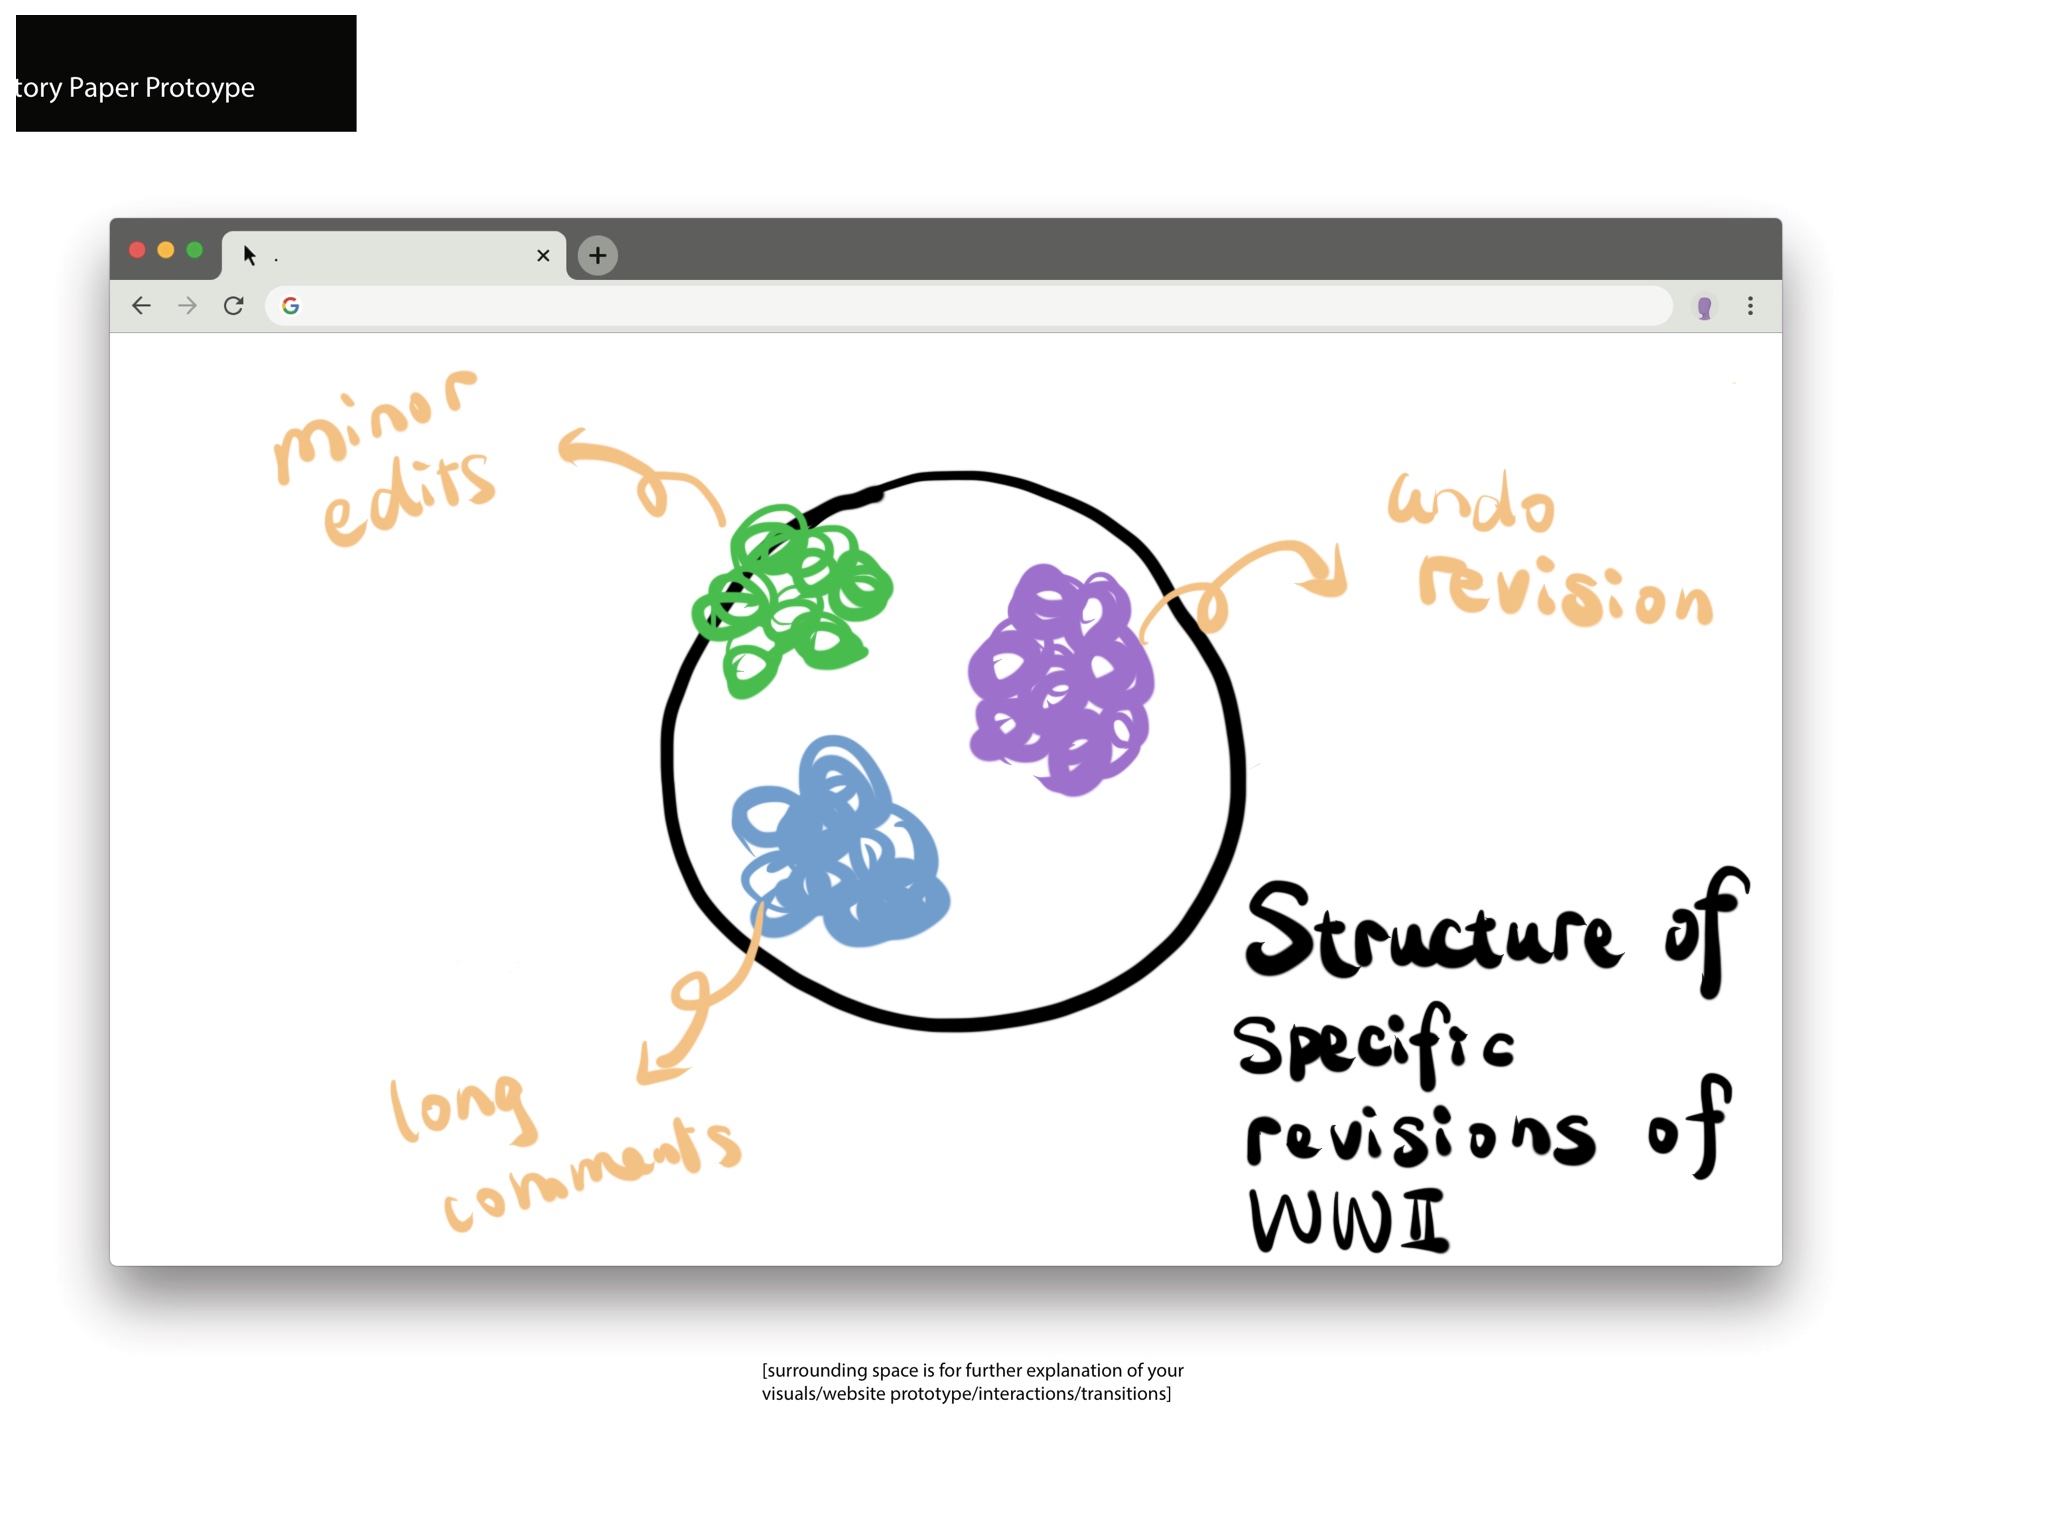 tory Paper Protoype
.
minor
edits
undo
revision
long
comments
Structure of
specific
revisions of
WWII
[surrounding space is for further explanation of your
visuals/website prototype/interactions/transitions]